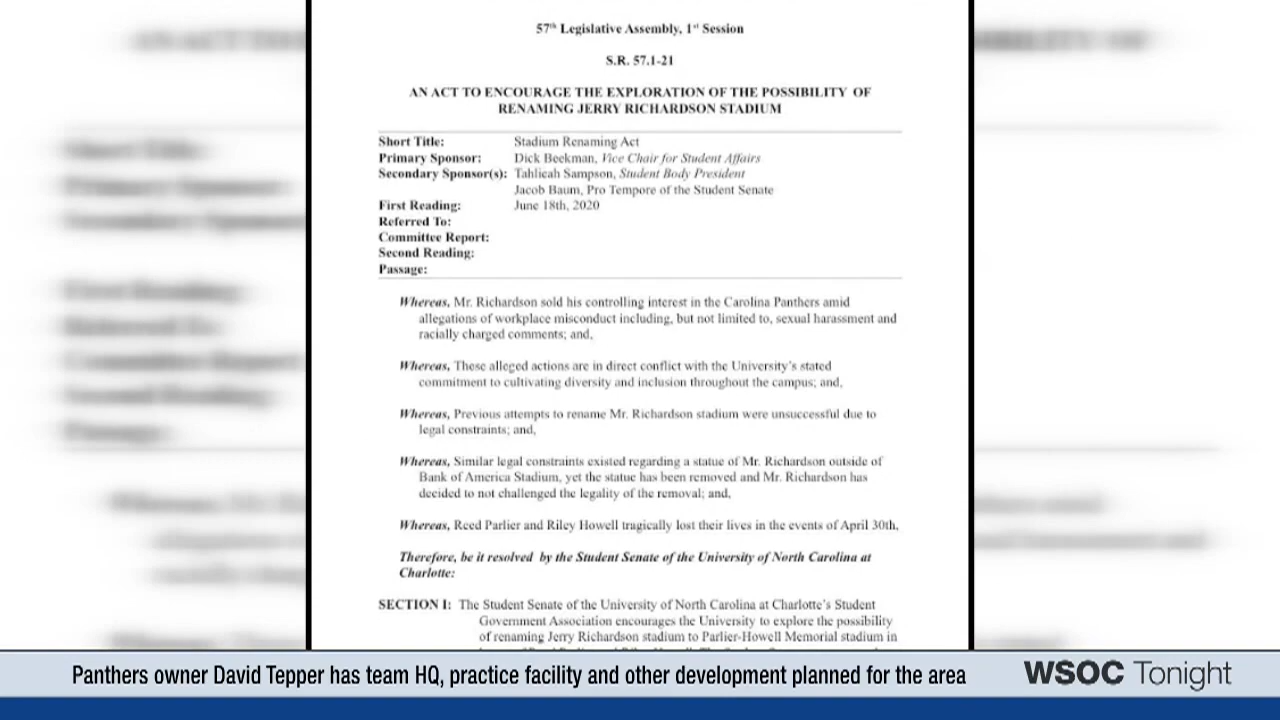 57th Legislative Assembly, 1st Session
S.R. 57.1-21
AN ACT TO ENCOURAGE THE EXPLORATION OF THE POSSIBILITY OF
RENAMING JERRY RICHARDSON STADIUM
Short Title: Stadium Renaming Act
Primary Sponsor: Dick Beekman, Vice Chair for Student Affairs
Secondary Sponsor(s): Tahlieah Sampson, Student Body President
Jacob Baum, Pro Tempore of the Student Senate
First Reading: June 18th, 2020
Referred To:
Committee Report:
Second Reading:
Passage:
Whereas, Mr. Richardson sold his controlling interest in the Carolina Panthers amid
allegations of workplace misconduct including, but not limited to, sexual harassment and
racially charged comments; and,
Whereas, These alleged actions are in direct conflict with the University's stated
commitment to cultivating diversity and inclusion throughout the campus; and,
Whereas, Previous attempts to rename Mr. Richardson stadium were unsuccessful due to
legal constraints; and,
Whereas, Similar legal constraints existed regarding a statue of Mr. Richardson outside of
Bank of America Stadium, yet the statue has been removed and Mr. Richardson has
decided to not challenged the legality of the removal; and,
Whereas, Reed Parlier and Riley Howell tragically lost their lives in the events of April 30th,
Therefore, be it resolved by the Student Senate of the University of North Carolina at
Charlotte:
SECTION I: The Student Senate of the University of North Carolina at Charlotte's Student
Government Association encourages the University to explore the possibility
of renaming Jerry Richardson stadium to Parlier-Howell Memorial stadium in
Panthers owner David Tepper has team HQ, practice facility and other development planned for the area
WSOC Tonight